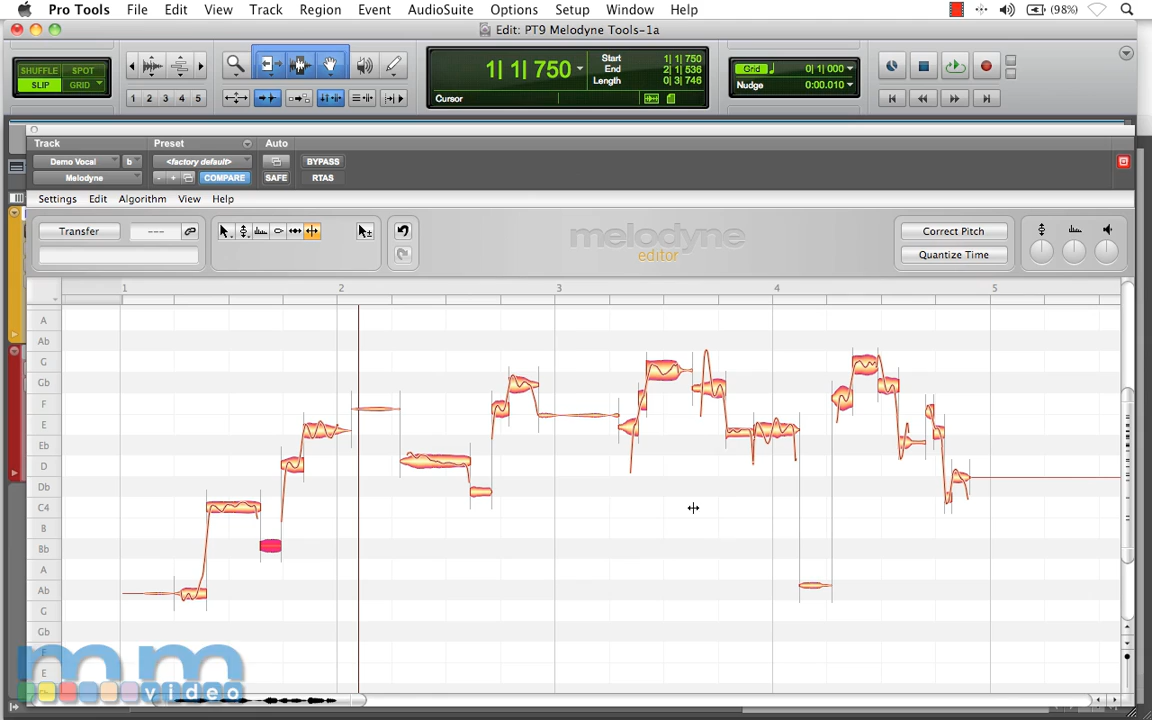 Pro Tools File Edit View Track Region Event AudioSuite Options Setup Window Help (98%)
Edit: PT9 Melodyne Tools-1a
SHUFFLE SPOT
SLIP GRID
1 2 3 4 5
1| 1| 750
Cursor
Start 1| 1| 750
End 2| 1| 536
Length 0| 3| 746
Grid 0| 1| 000
Nudge 0:00.010
Track Preset Auto
Demo Vocal b <factory default> BYPASS
Melodyne - + COMPARE SAFE RTAS
Settings Edit Algorithm View Help
Transfer ---
melodyne
editor
Correct Pitch
Quantize Time
1 2 3 4 5
A
Ab
G
Gb
F
E
Eb
D
Db
C4
B
Bb
A
Ab
G
Gb
F
E
mm
video